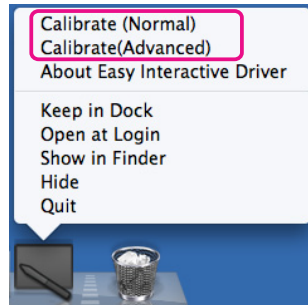 Calibrate (Normal)
Calibrate(Advanced)
About Easy Interactive Driver
Keep in Dock
Open at Login
Show in Finder
Hide
Quit